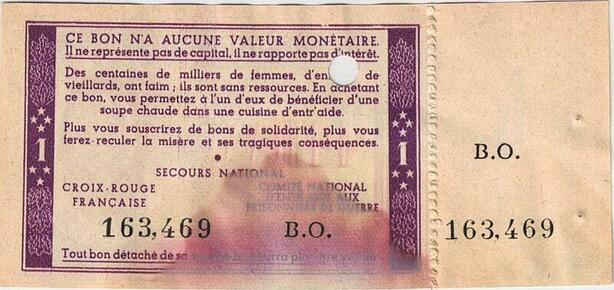 CE BON N'A AUCUNE VALEUR MONÉTAIRE.
Il ne représente pas de capital, il ne rapporte pas d'intérêt.
Des centaines de milliers de femmes, d'en de
vieillards, ont faim ; ils sont sans ressources. En achetant
ce bon, vous permettez à l'un d'eux de bénéficier d'une
soupe chaude dans une cuisine d'entr'aide.
Plus vous souscrirez de bons de solidarité, plus vous
ferez reculer la misère et ses tragiques conséquences.
1 1
B.O.
SECOURS NATIONAL
CROIX-ROUGE
FRANÇAISE
COMITÉ NATIONAL
D'ENTR'AIDE AUX
PRISONNIERS DE GUERRE
163,469 B.O. 163,469
Tout bon détaché de sa